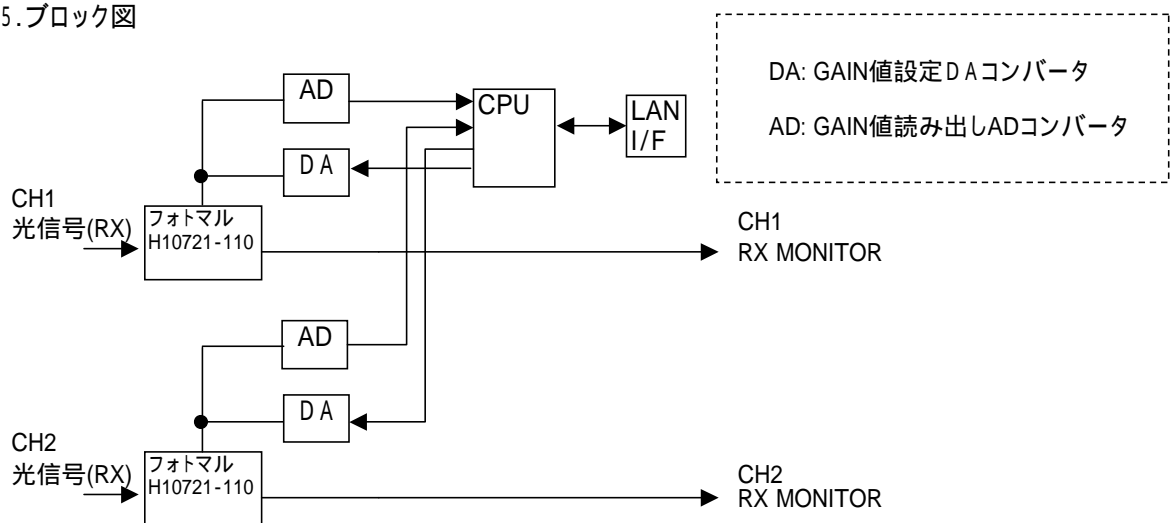 5.ブロック図
DA: GAIN値設定DAコンバータ
AD: GAIN値読み出しADコンバータ
AD
CPU
LAN
I/F
DA
CH1
光信号(RX)
フォトマル
H10721-110
CH1
RX MONITOR
AD
DA
CH2
光信号(RX)
フォトマル
H10721-110
CH2
RX MONITOR